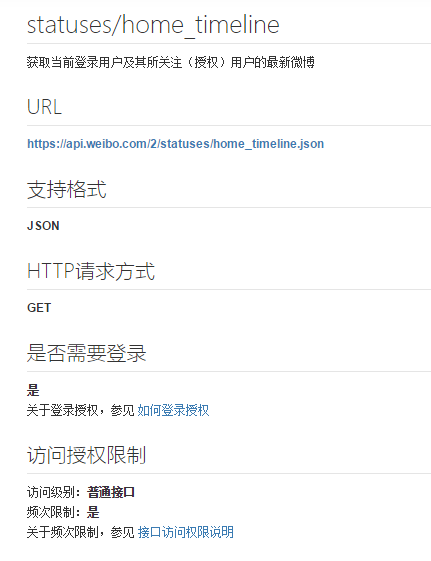 statuses/home_timeline
获取当前登录用户及其所关注（授权）用户的最新微博
URL
https://api.weibo.com/2/statuses/home_timeline.json
支持格式
JSON
HTTP请求方式
GET
是否需要登录
是
关于登录授权，参见 如何登录授权
访问授权限制
访问级别：普通接口
频次限制：是
关于频次限制，参见 接口访问权限说明